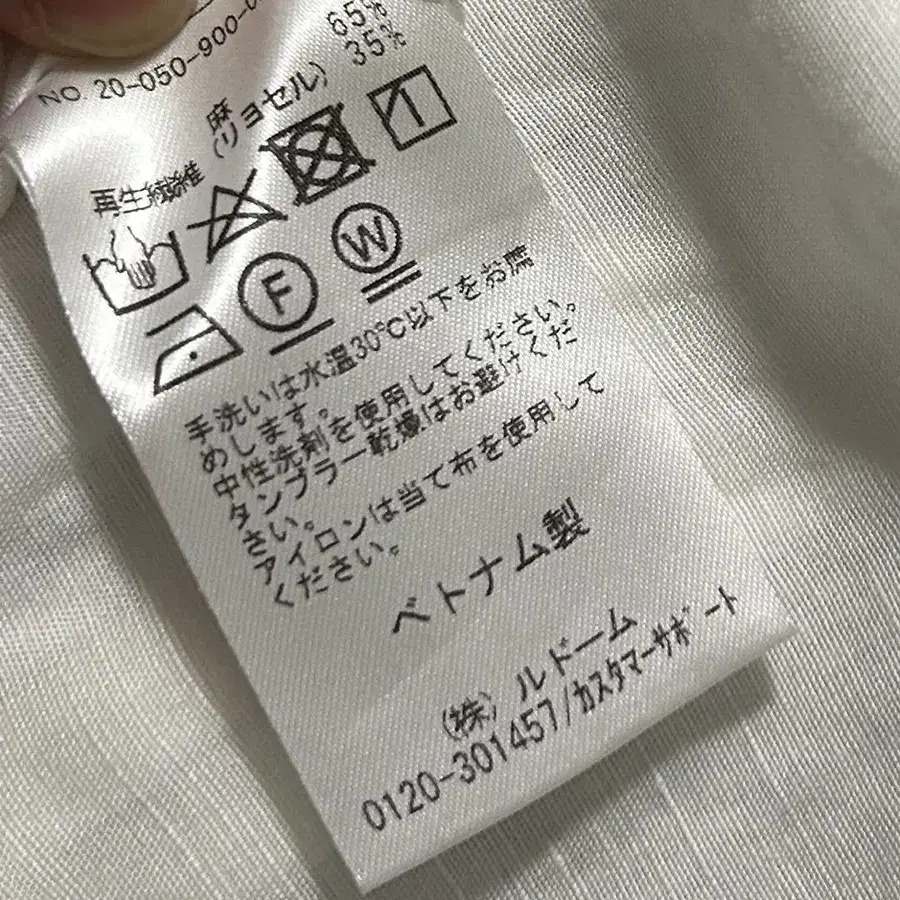 NO. 20-050-900-0
麻 65%
再生繊維(リヨセル) 35%
F
W
手洗いは水温30℃以下をお薦
めします。
中性洗剤を使用してください。
タンブラー乾燥はお避けくだ
さい。
アイロンは当て布を使用して
ください。
ベトナム製
(株)ルドーム
0120-301457/カスタマーサポート